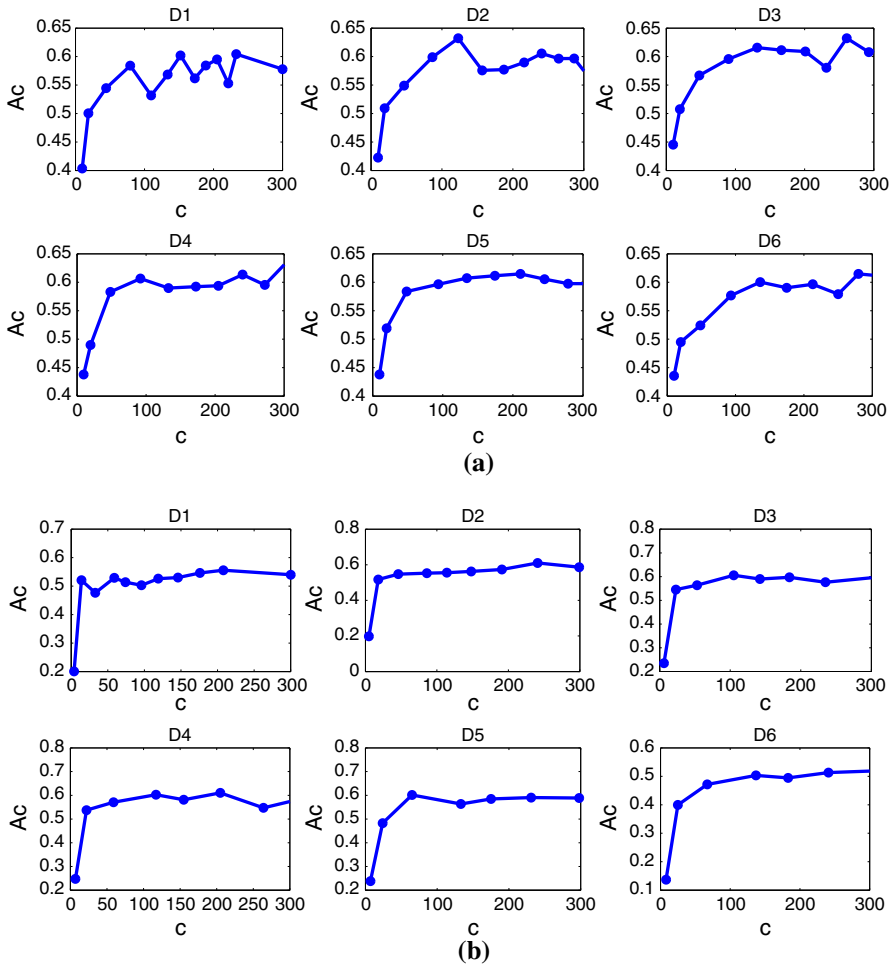 D1 D2 D3
0.65 0.65 0.65
0.6 0.6 0.6
0.55 0.55 0.55
Ac Ac Ac
0.5 0.5 0.5
0.45 0.45 0.45
0.4 0.4 0.4
0 100 200 300 0 100 200 300 0 100 200 300
c c c
D4 D5 D6
0.65 0.65 0.65
0.6 0.6 0.6
0.55 0.55 0.55
Ac Ac Ac
0.5 0.5 0.5
0.45 0.45 0.45
0.4 0.4 0.4
0 100 200 300 0 100 200 300 0 100 200 300
c c c
(a)
D1 D2 D3
0.7 0.8 0.8
0.6 0.6 0.7
0.5 0.4 0.6
Ac Ac Ac
0.4 0.2 0.5
0.3 0 0.4
0.2 0.3
0.2
0 50 100 150 200 250 300 0 100 200 300 0 100 200 300
c c c
D4 D5 D6
0.8 0.8 0.6
0.7 0.7 0.5
0.6 0.6 0.4
Ac Ac Ac
0.5 0.5 0.3
0.4 0.4 0.2
0.3 0.3 0.1
0.2 0.2
0 50 100 150 200 250 300 0 100 200 300 0 100 200 300
c c c
(b)